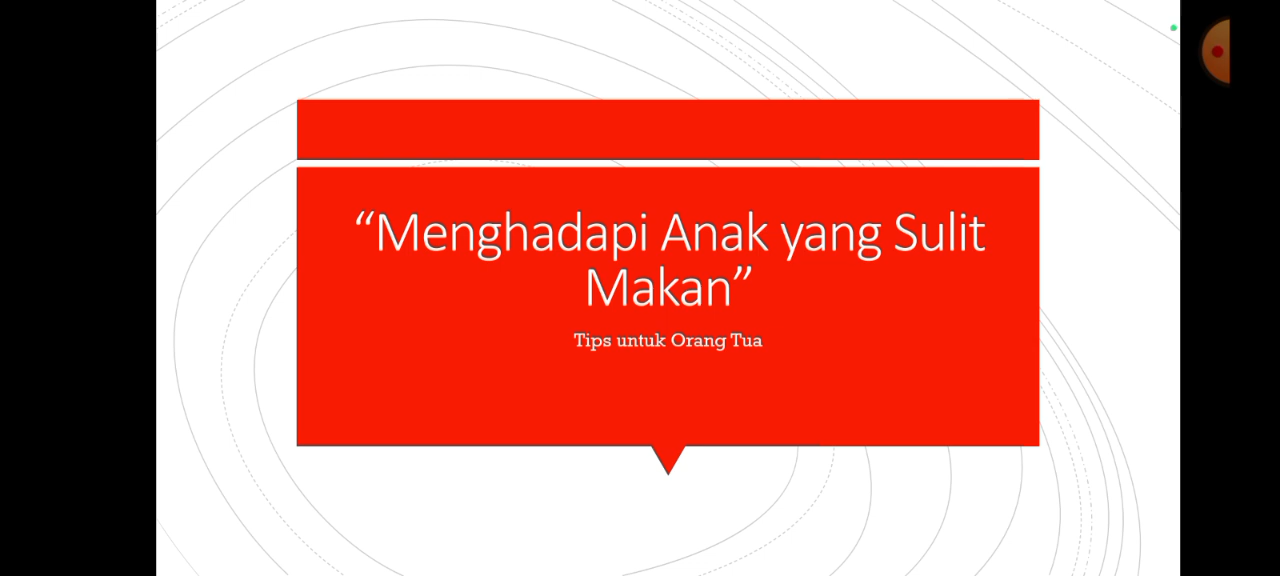 “Menghadapi Anak yang Sulit
Makan”
Tips untuk Orang Tua